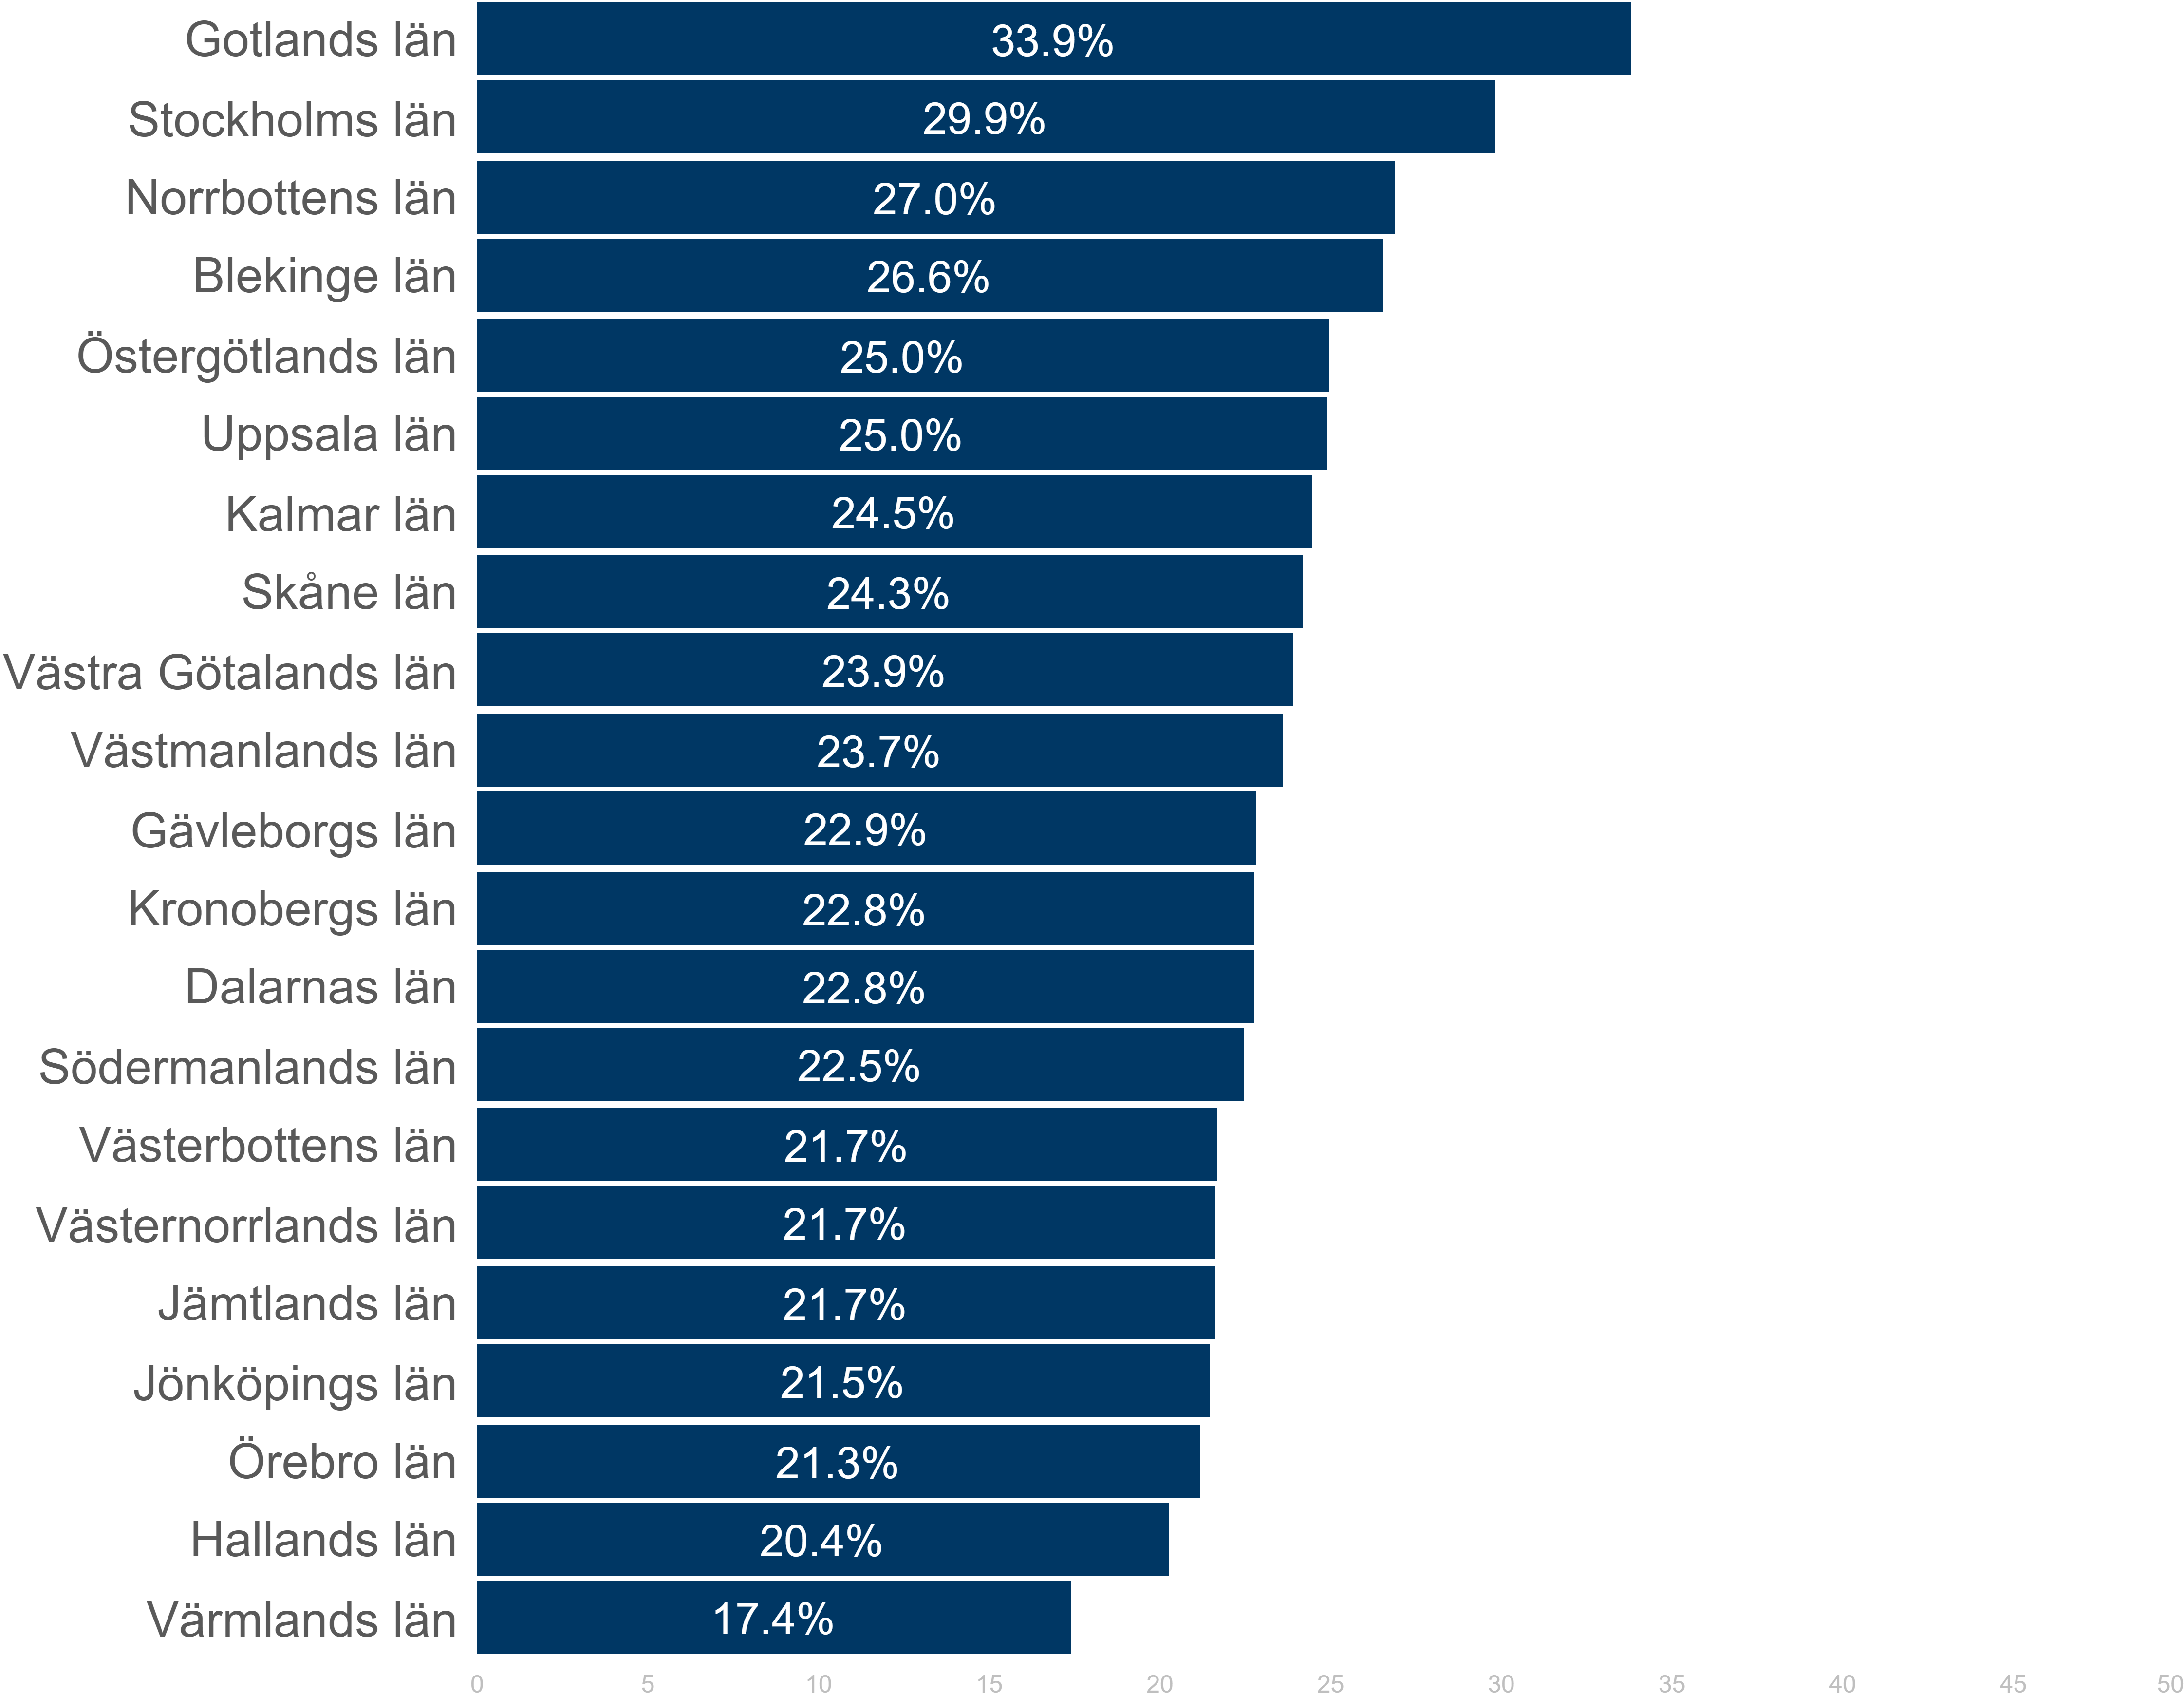 Gotlands län 33.9%
Stockholms län 29.9%
Norrbottens län 27.0%
Blekinge län 26.6%
Östergötlands län 25.0%
Uppsala län 25.0%
Kalmar län 24.5%
Skåne län 24.3%
Västra Götalands län 23.9%
Västmanlands län 23.7%
Gävleborgs län 22.9%
Kronobergs län 22.8%
Dalarnas län 22.8%
Södermanlands län 22.5%
Västerbottens län 21.7%
Västernorrlands län 21.7%
Jämtlands län 21.7%
Jönköpings län 21.5%
Örebro län 21.3%
Hallands län 20.4%
Värmlands län 17.4%
0 5 10 15 20 25 30 35 40 45 50